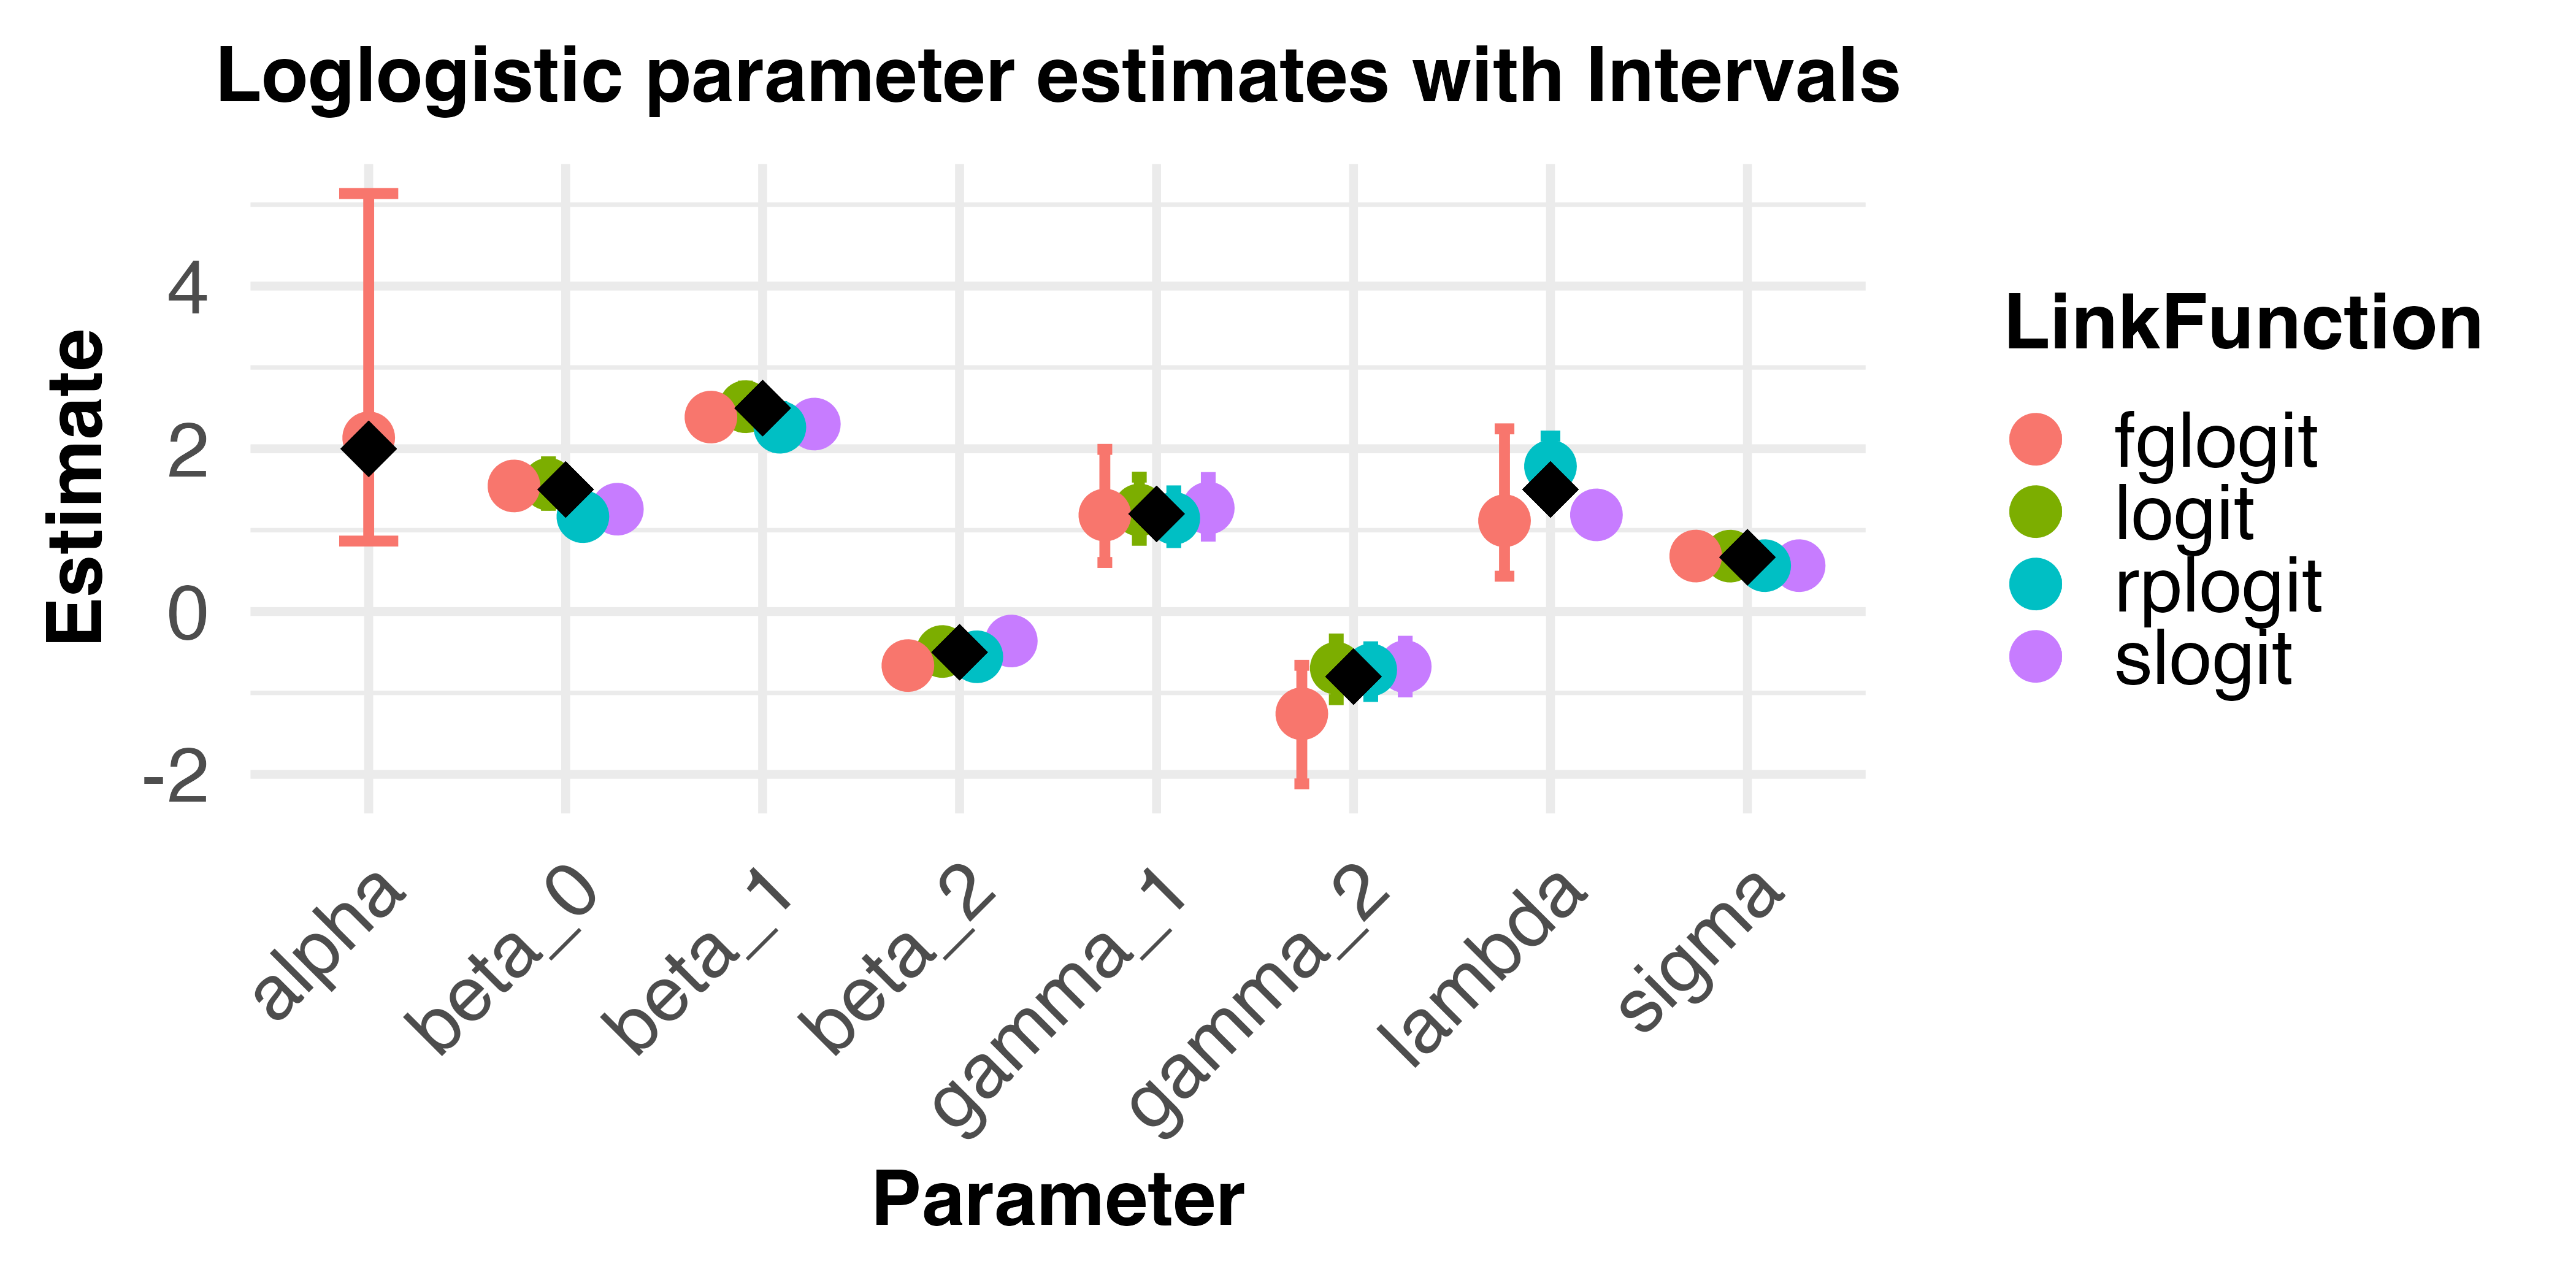 Loglogistic parameter estimates with Intervals
Estimate
4
2
0
-2
alpha
beta_0
beta_1
beta_2
gamma_1
gamma_2
lambda
sigma
Parameter
LinkFunction
fglogit
logit
rplogit
slogit